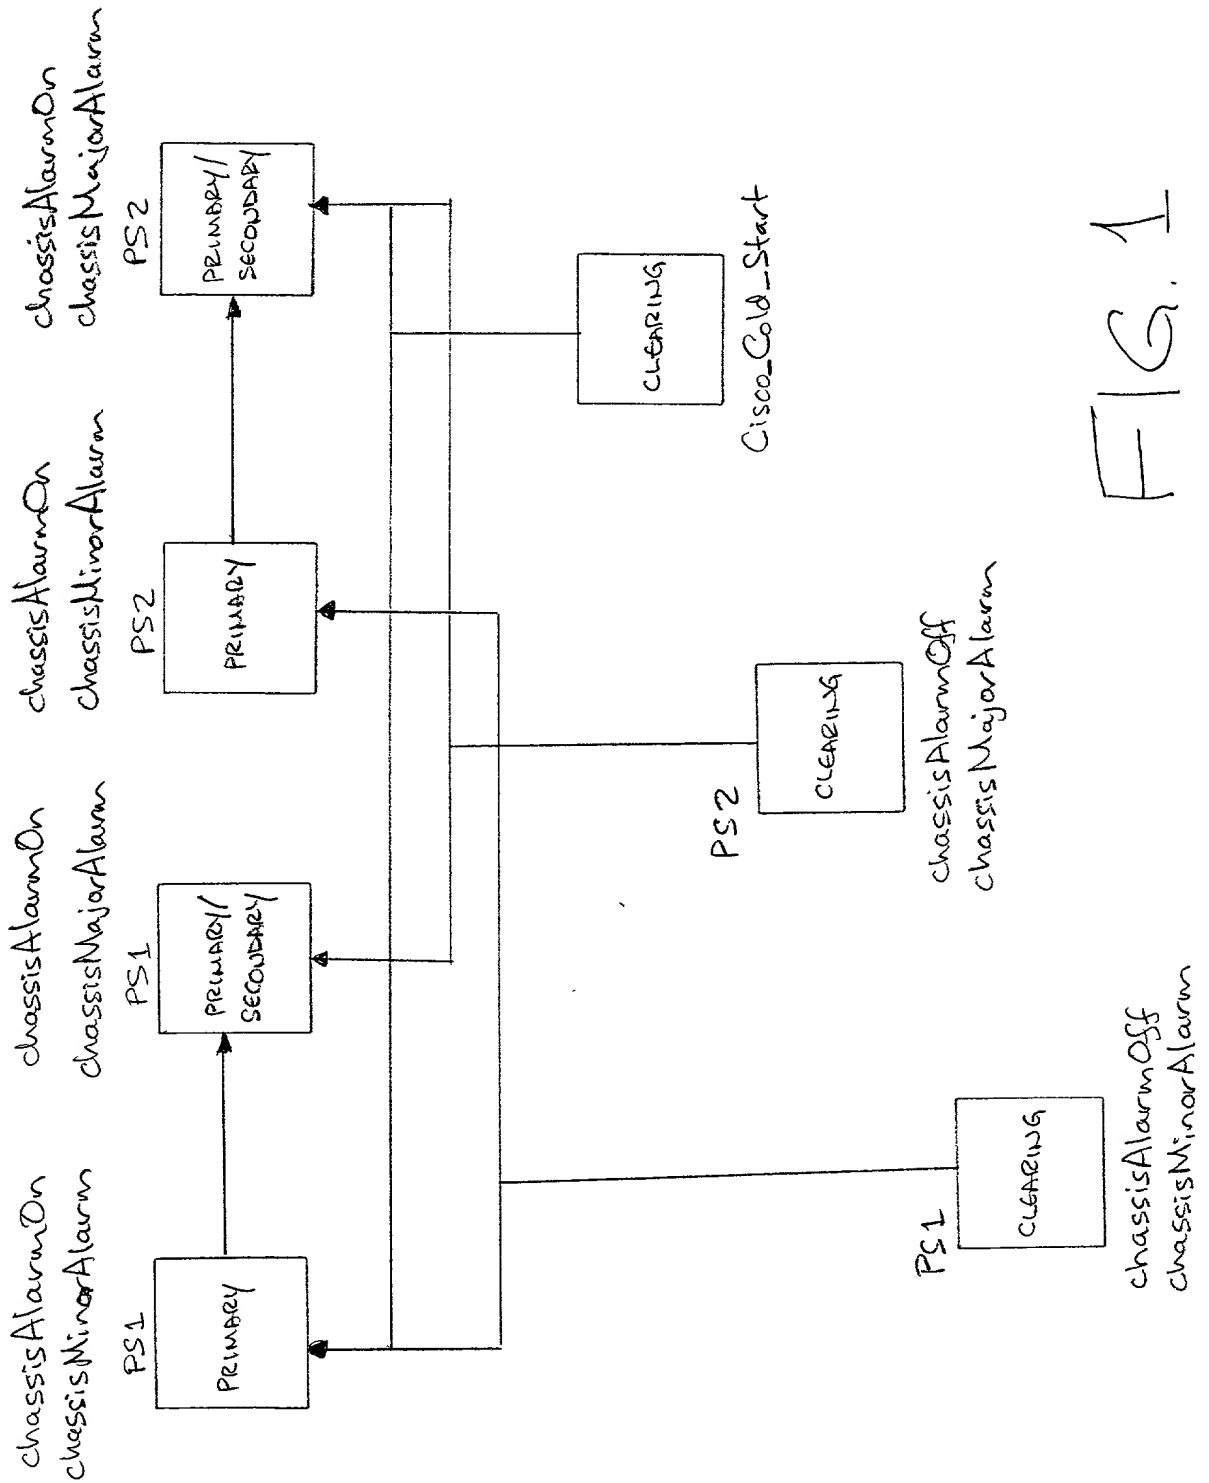 chassisAlarmOn
chassisMinorAlarm
PS1
PRIMARY
chassisAlarmOn
chassisMajorAlarm
PS1
PRIMARY/
SECONDARY
chassisAlarmOn
chassisMinorAlarm
PS2
PRIMARY
chassisAlarmOn
chassisMajorAlarm
PS2
PRIMARY/
SECONDARY
PS1
CLEARING
chassisAlarmOff
chassisMinorAlarm
PS2
CLEARING
chassisAlarmOff
chassisMajorAlarm
CLEARING
Cisco_Cold_Start
FIG. 1